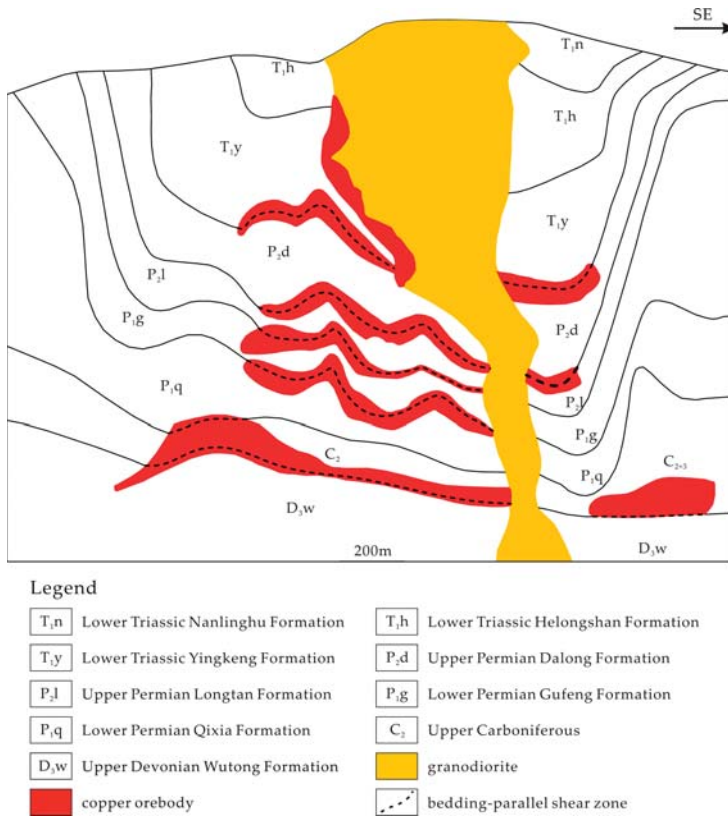 SE
T₁n
T₁h
T₁h
T₁y
T₁y
P₂d
P₂l
P₂d
P₁g
P₁q
P₂l
P₁g
C₂
P₁q
C₂₊₃
D₃w
200m
D₃w
Legend
T₁n Lower Triassic Nanlinghu Formation
T₁h Lower Triassic Helongshan Formation
T₁y Lower Triassic Yingkeng Formation
P₂d Upper Permian Dalong Formation
P₂l Upper Permian Longtan Formation
P₁g Lower Permian Gufeng Formation
P₁q Lower Permian Qixia Formation
C₂ Upper Carboniferous
D₃w Upper Devonian Wutong Formation
granodiorite
copper orebody
bedding-parallel shear zone